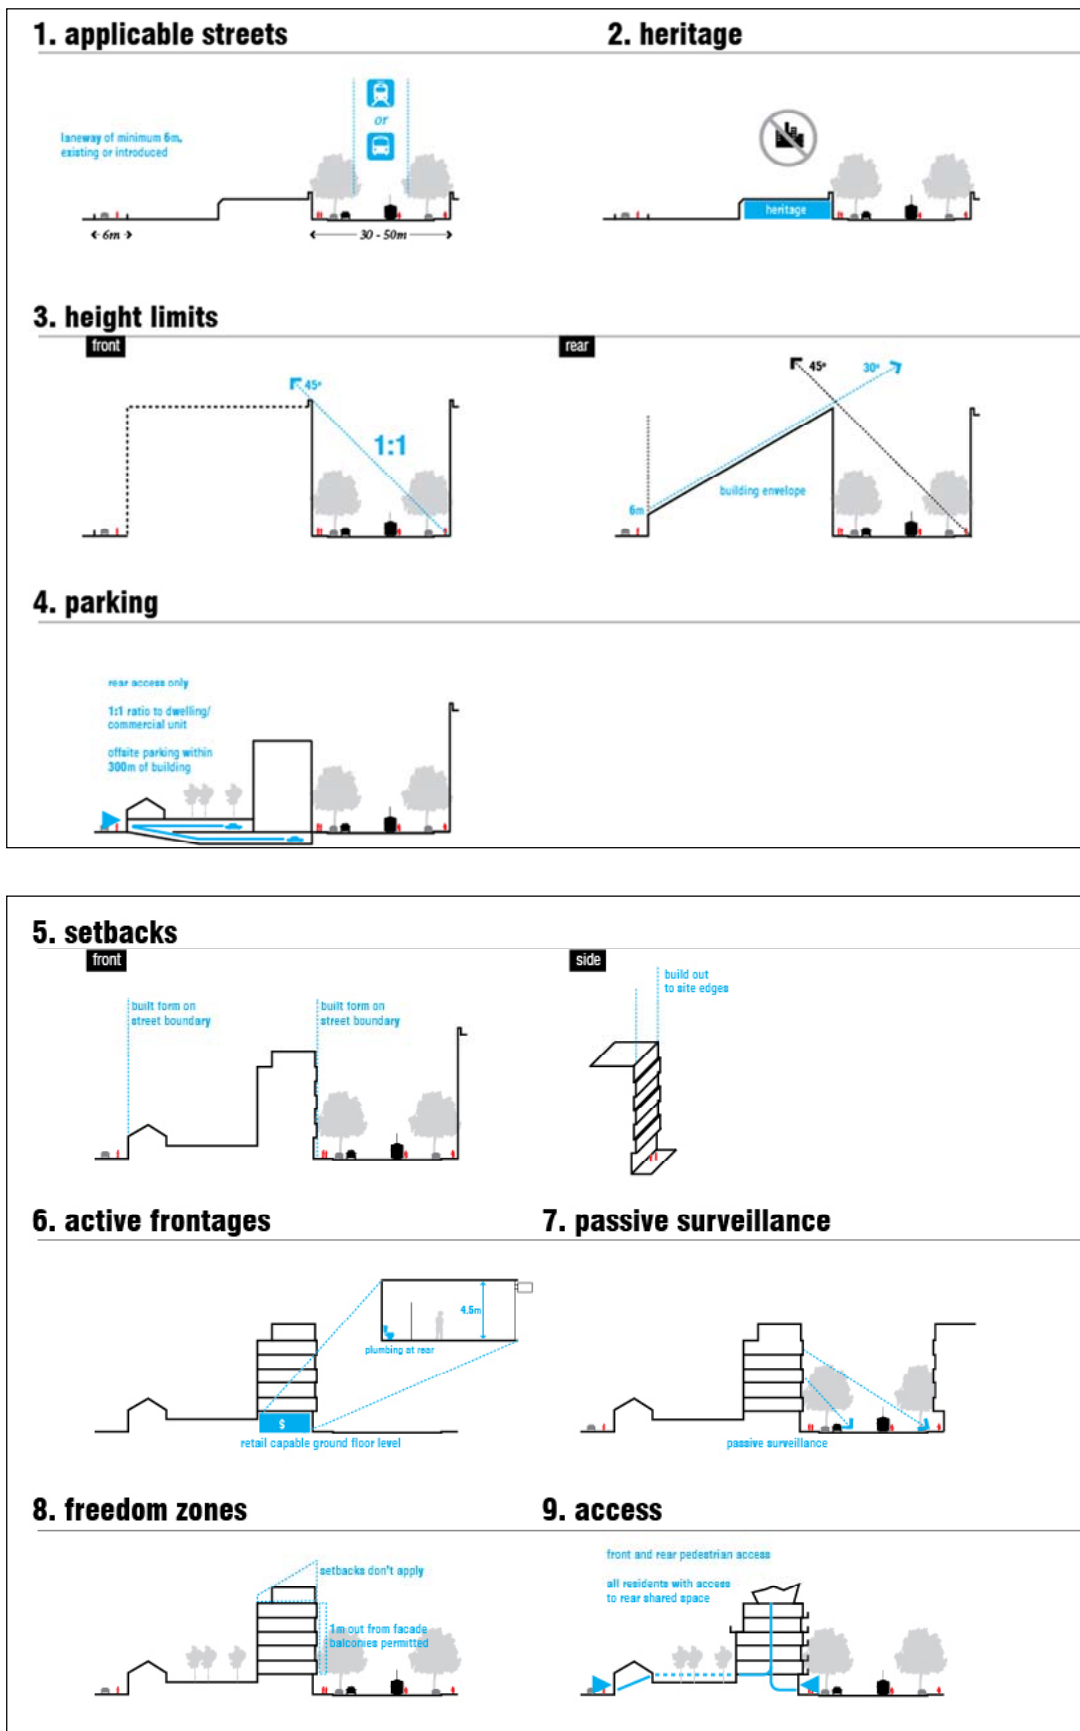 1. applicable streets
2. heritage
laneway of minimum 6m,
existing or introduced
or
6m
30 - 50m
heritage
3. height limits
front
45°
1:1
rear
45°
30°
6m
building envelope
4. parking
rear access only
1:1 ratio to dwelling/
commercial unit
offsite parking within
300m of building
5. setbacks
front
built form on
street boundary
built form on
street boundary
side
build out
to site edges
6. active frontages
4.5m
plumbing at rear
$
retail capable ground floor level
7. passive surveillance
passive surveillance
8. freedom zones
setbacks don't apply
1m out from facade
balconies permitted
9. access
front and rear pedestrian access
all residents with access
to rear shared space